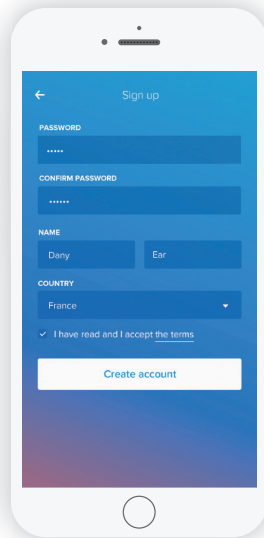 Sign up
PASSWORD
•••••
CONFIRM PASSWORD
••••••
NAME
Dany Ear
COUNTRY
France
I have read and I accept the terms
Create account